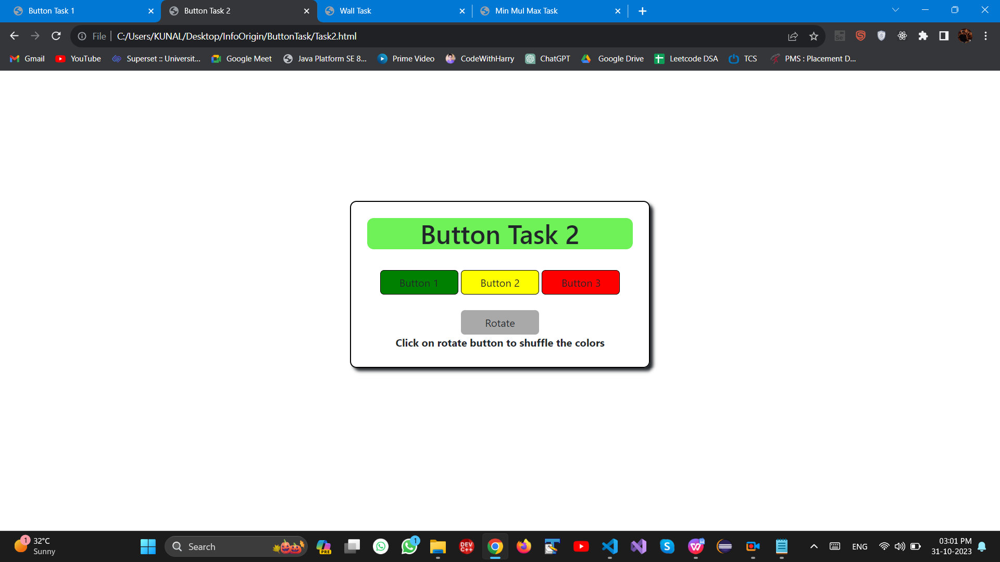 Button Task 1
Button Task 2
Wall Task
Min Mul Max Task
File
C:/Users/KUNAL/Desktop/InfoOrigin/ButtonTask/Task2.html
Gmail
YouTube
Superset :: Universit...
Google Meet
Java Platform SE 8...
Prime Video
CodeWithHarry
ChatGPT
Google Drive
Leetcode DSA
TCS
PMS : Placement D...
Button Task 2
Button 1
Button 2
Button 3
Rotate
Click on rotate button to shuffle the colors
1
32°C
Sunny
Search
PRE
1
DEV
C++
ENG
03:01 PM
31-10-2023